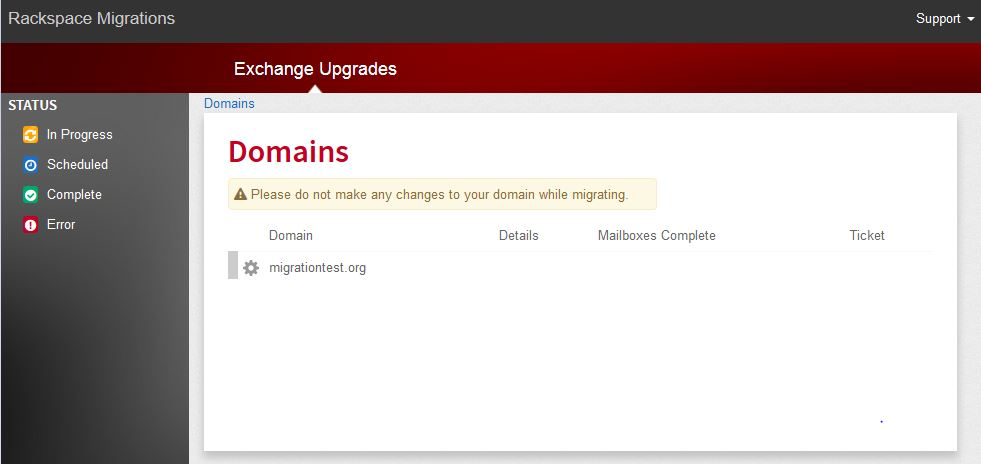 Rackspace Migrations
Support
Exchange Upgrades
STATUS
In Progress
Scheduled
Complete
Error
Domains
Domains
Please do not make any changes to your domain while migrating.
Domain Details Mailboxes Complete Ticket
migrationtest.org